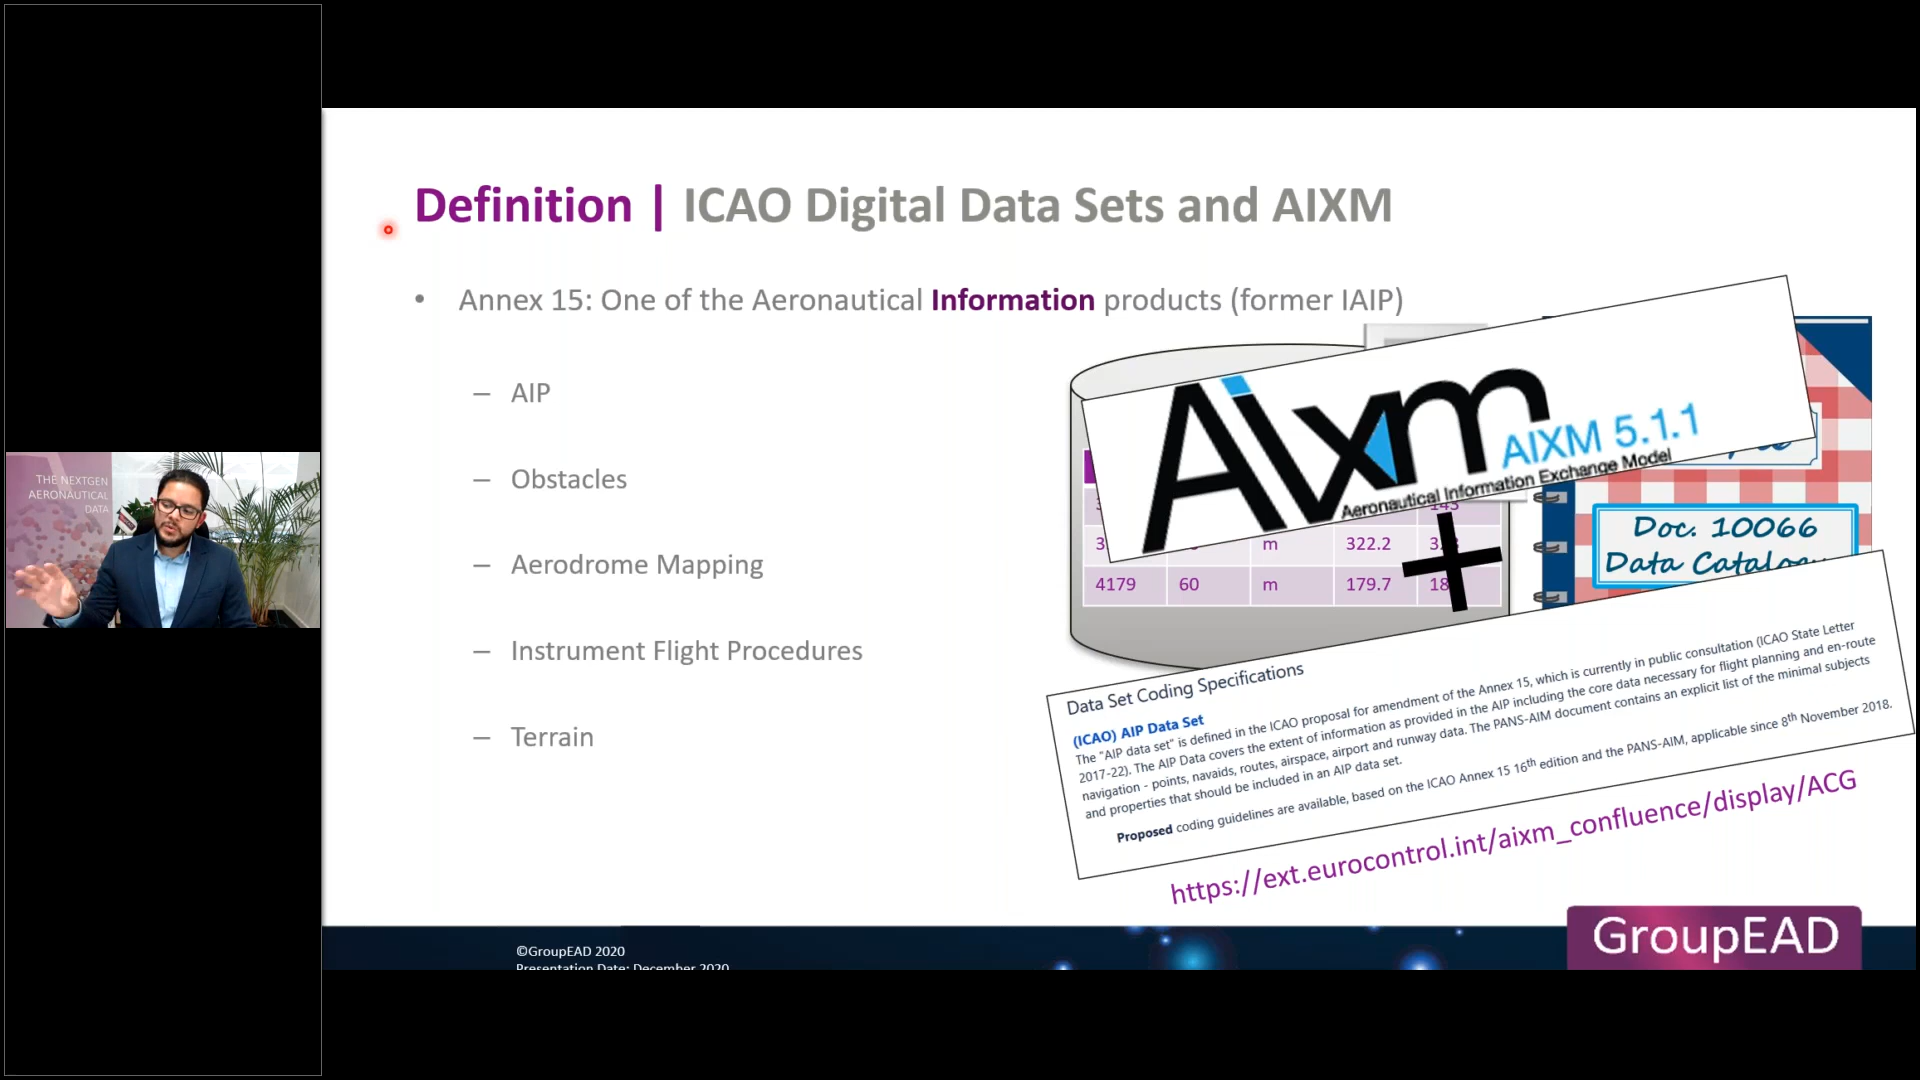 THE NEXTGEN
AERONAUTICAL
DATA
Definition | ICAO Digital Data Sets and AIXM
• Annex 15: One of the Aeronautical Information products (former IAIP)
– AIP
– Obstacles
– Aerodrome Mapping
– Instrument Flight Procedures
– Terrain
Aixm
AIXM 5.1.1
Aeronautical Information Exchange Model
143
m 322.2
4179 60 m 179.7
Doc. 10066
Data Catalogue
Data Set Coding Specifications
(ICAO) AIP Data Set
The "AIP data set" is defined in the ICAO proposal for amendment of the Annex 15, which is currently in public consultation (ICAO State Letter
2017-22). The AIP Data covers the extent of information as provided in the AIP including the core data necessary for flight planning and en-route
navigation - points, navaids, routes, airspace, airport and runway data. The PANS-AIM document contains an explicit list of the minimal subjects
and properties that should be included in an AIP data set.
Proposed coding guidelines are available, based on the ICAO Annex 15 16th edition and the PANS-AIM, applicable since 8th November 2018.
https://ext.eurocontrol.int/aixm_confluence/display/ACG
©GroupEAD 2020
Presentation Date: December 2020
GroupEAD